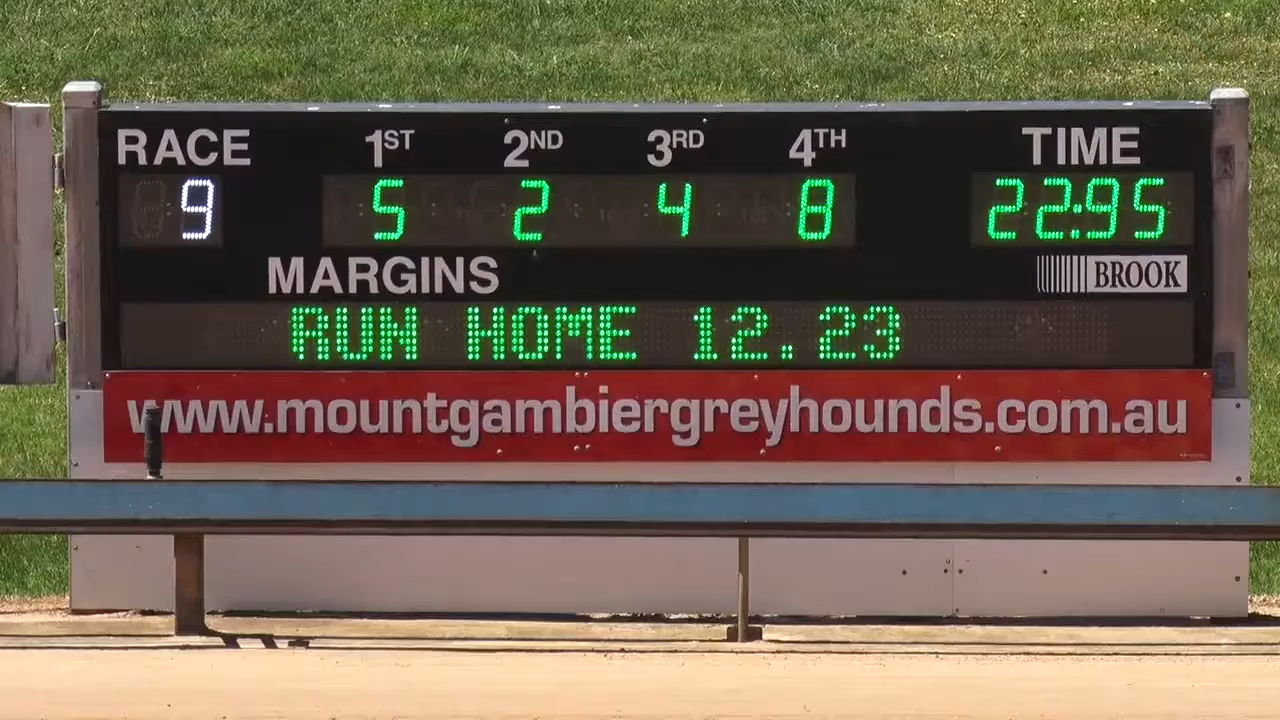 RACE 1ST 2ND 3RD 4TH TIME
9 5 2 4 8 22:95
MARGINS BROOK
RUN HOME 12.23
www.mountgambiergreyhounds.com.au